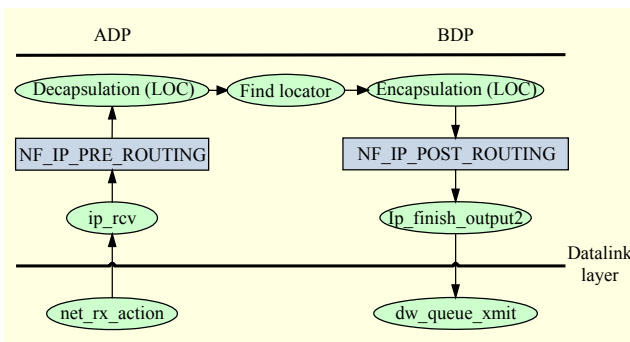 ADP BDP
Decapsulation (LOC) Find locator Encapsulation (LOC)
NF_IP_PRE_ROUTING NF_IP_POST_ROUTING
ip_rcv Ip_finish_output2
Datalink
layer
net_rx_action dw_queue_xmit